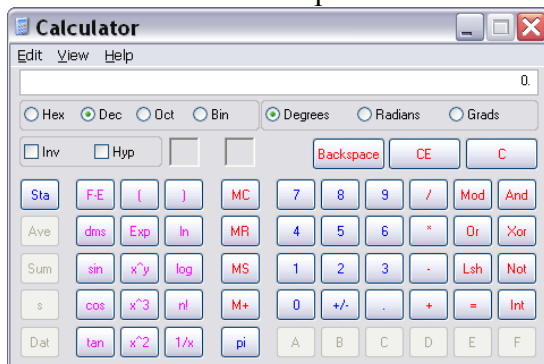 Calculator
Edit View Help
0.
Hex Dec Oct Bin Degrees Radians Grads
Inv Hyp Backspace CE C
Sta F-E ( ) MC 7 8 9 / Mod And
Ave dms Exp ln MR 4 5 6 * Or Xor
Sum sin x^y log MS 1 2 3 - Lsh Not
s cos x^3 n! M+ 0 +/- . + = Int
Dat tan x^2 1/x pi A B C D E F